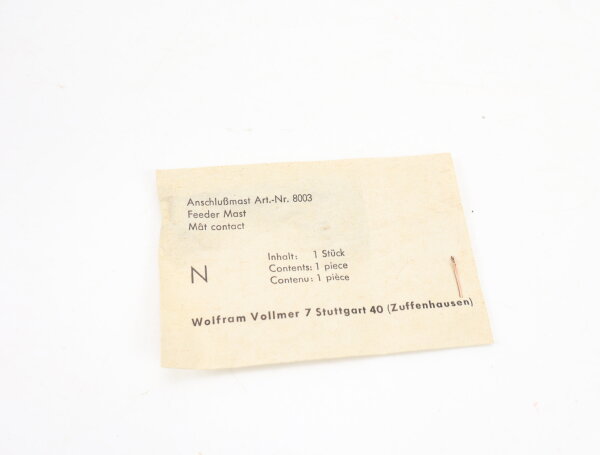 Anschlußmast Art.-Nr. 8003
Feeder Mast
Mât contact
N
Inhalt: 1 Stück
Contents: 1 piece
Contenu: 1 pièce
Wolfram Vollmer 7 Stuttgart 40 (Zuffenhausen)